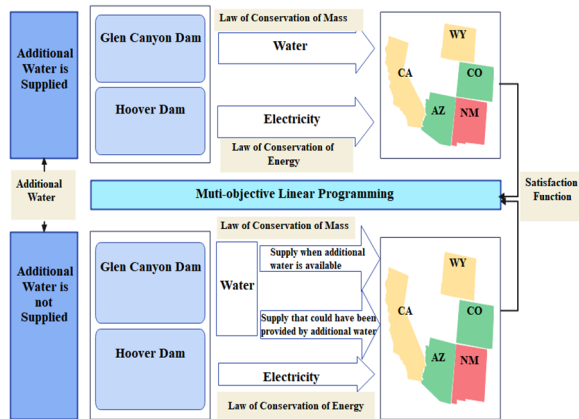 Additional
Water is
Supplied
Glen Canyon Dam
Hoover Dam
Law of Conservation of Mass
Water
Electricity
Law of Conservation of
Energy
WY
CA
CO
AZ
NM
Additional
Water
Muti-objective Linear Programming
Satisfaction
Function
Additional
Water is
not
Supplied
Glen Canyon Dam
Hoover Dam
Law of Conservation of Mass
Water
Supply when additional
water is available
Supply that could have been
provided by additional water
Electricity
Law of Conservation of Energy
WY
CA
CO
AZ
NM